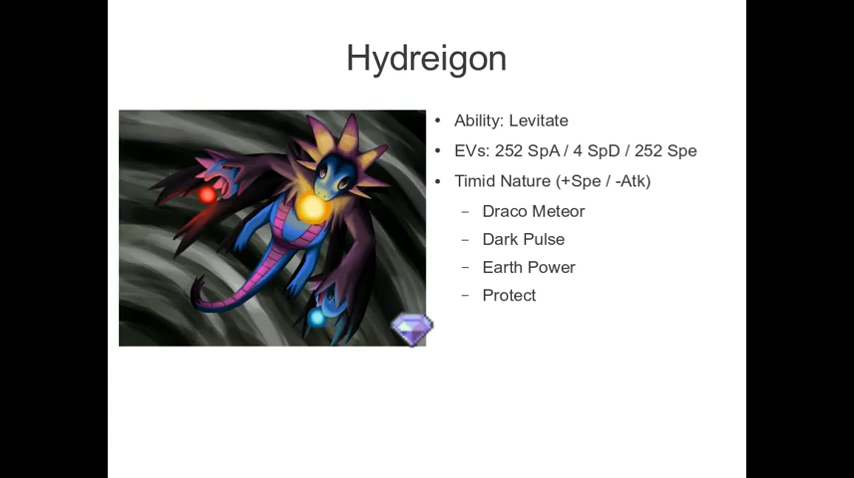 Hydreigon
• Ability: Levitate
• EVs: 252 SpA / 4 SpD / 252 Spe
• Timid Nature (+Spe / -Atk)
– Draco Meteor
– Dark Pulse
– Earth Power
– Protect